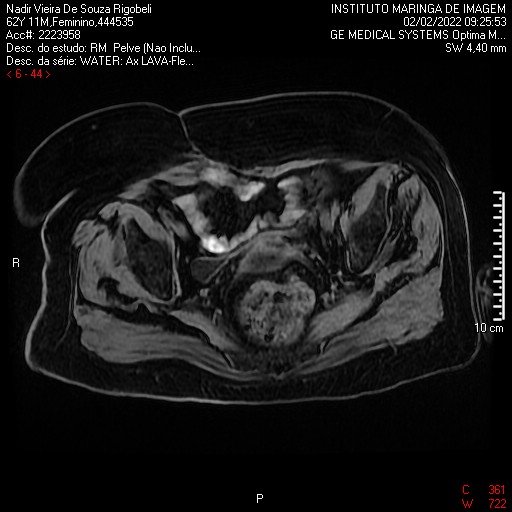 Nadir Vieira De Souza Rigobeli
62Y 11M,Feminino,444535
Acc#: 2223958
Desc. do estudo: RM Pelve (Nao Inclu...
Desc. da série: WATER: Ax LAVA-Fle...
< 6 - 44 >
INSTITUTO MARINGA DE IMAGEM
02/02/2022 09:25:53
GE MEDICAL SYSTEMS Optima M...
SW 4,40 mm
R
10 cm
P
C 361
W 722